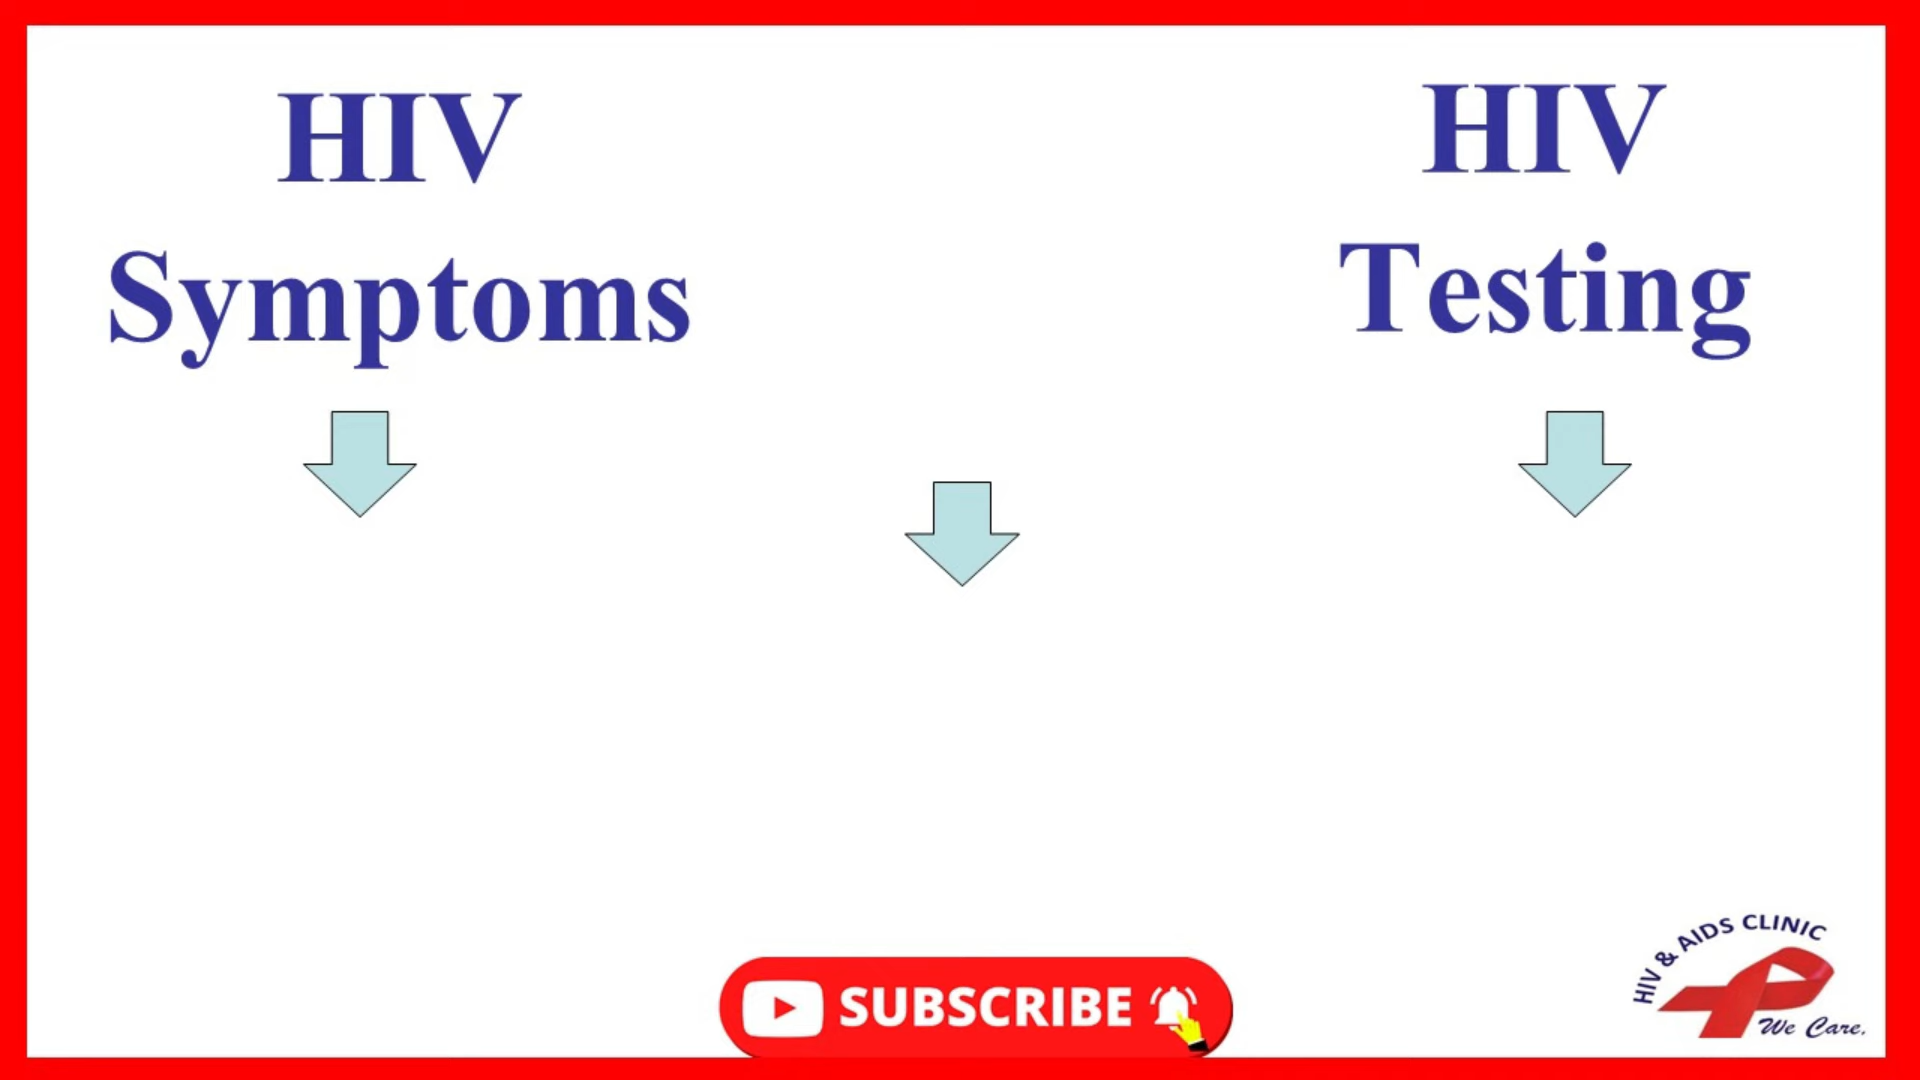 HIV
Symptoms
HIV
Testing
SUBSCRIBE
HIV & AIDS CLINIC
We Care.